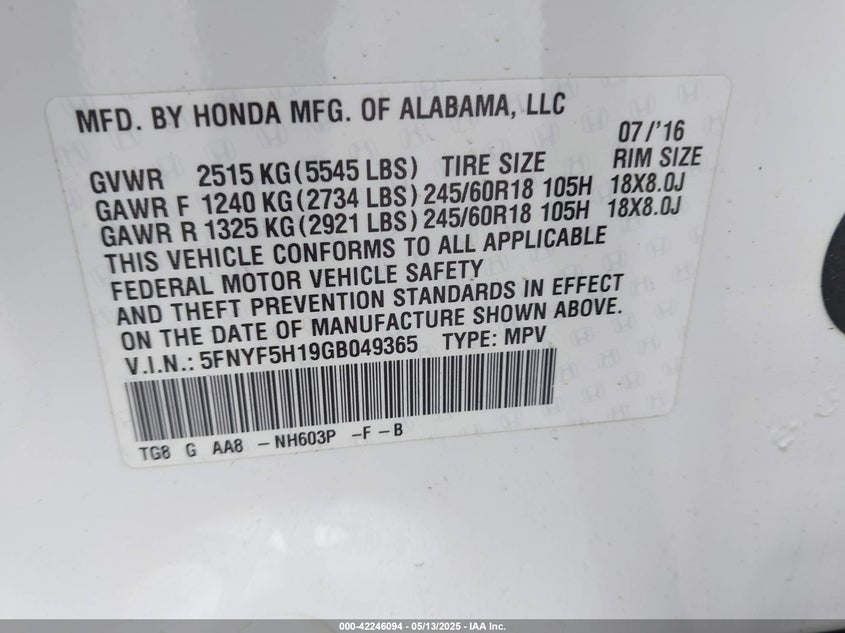 MFD. BY HONDA MFG. OF ALABAMA, LLC
07/'16
GVWR 2515 KG (5545 LBS) TIRE SIZE RIM SIZE
GAWR F 1240 KG (2734 LBS) 245/60R18 105H 18X8.0J
GAWR R 1325 KG (2921 LBS) 245/60R18 105H 18X8.0J
THIS VEHICLE CONFORMS TO ALL APPLICABLE
FEDERAL MOTOR VEHICLE SAFETY
AND THEFT PREVENTION STANDARDS IN EFFECT
ON THE DATE OF MANUFACTURE SHOWN ABOVE.
V.I.N.: 5FNYF5H19GB049365 TYPE: MPV
TG8 G AA8 - NH603P - F - B
000-42246094 - 05/13/2025 - IAA Inc.